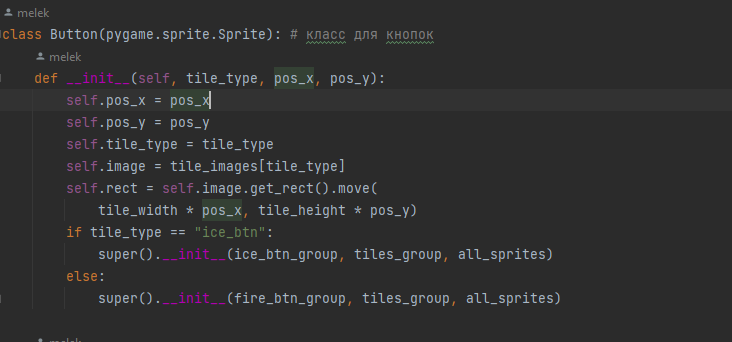 melek
class Button(pygame.sprite.Sprite): # класс для кнопок
melek
def __init__(self, tile_type, pos_x, pos_y):
self.pos_x = pos_x
self.pos_y = pos_y
self.tile_type = tile_type
self.image = tile_images[tile_type]
self.rect = self.image.get_rect().move(
tile_width * pos_x, tile_height * pos_y)
if tile_type == "ice_btn":
super().__init__(ice_btn_group, tiles_group, all_sprites)
else:
super().__init__(fire_btn_group, tiles_group, all_sprites)
melek